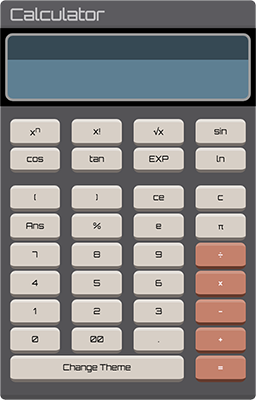 Calculator
xⁿ x! √x sin
cos tan EXP ln
( ) ce c
Ans % e π
7 8 9 ÷
4 5 6 x
1 2 3 -
0 00 . +
Change Theme =